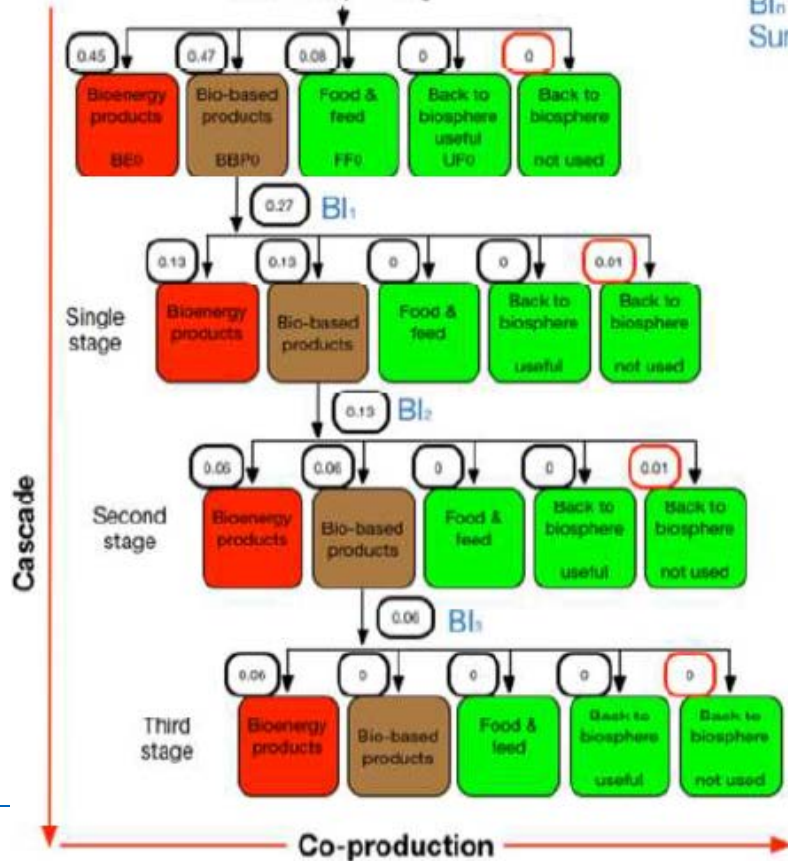 BIn
Sur
0.45
0.47
0.08
0
0
Bioenergy
products
BE0
Bio-based
products
BBP0
Food &
feed
FF0
Back to
biosphere
useful
UF0
Back to
biosphere
not used
0.27
BI1
0.13
0.13
0
0
0.01
Single
stage
Bioenergy
products
Bio-based
products
Food &
feed
Back to
biosphere
useful
Back to
biosphere
not used
0.13
BI2
0.06
0.06
0
0
0.01
Second
stage
Bioenergy
products
Bio-based
products
Food &
feed
Back to
biosphere
useful
Back to
biosphere
not used
0.06
BI3
0.06
0
0
0
0
Third
stage
Bioenergy
products
Bio-based
products
Food &
feed
Back to
biosphere
useful
Back to
biosphere
not used
Cascade
Co-production